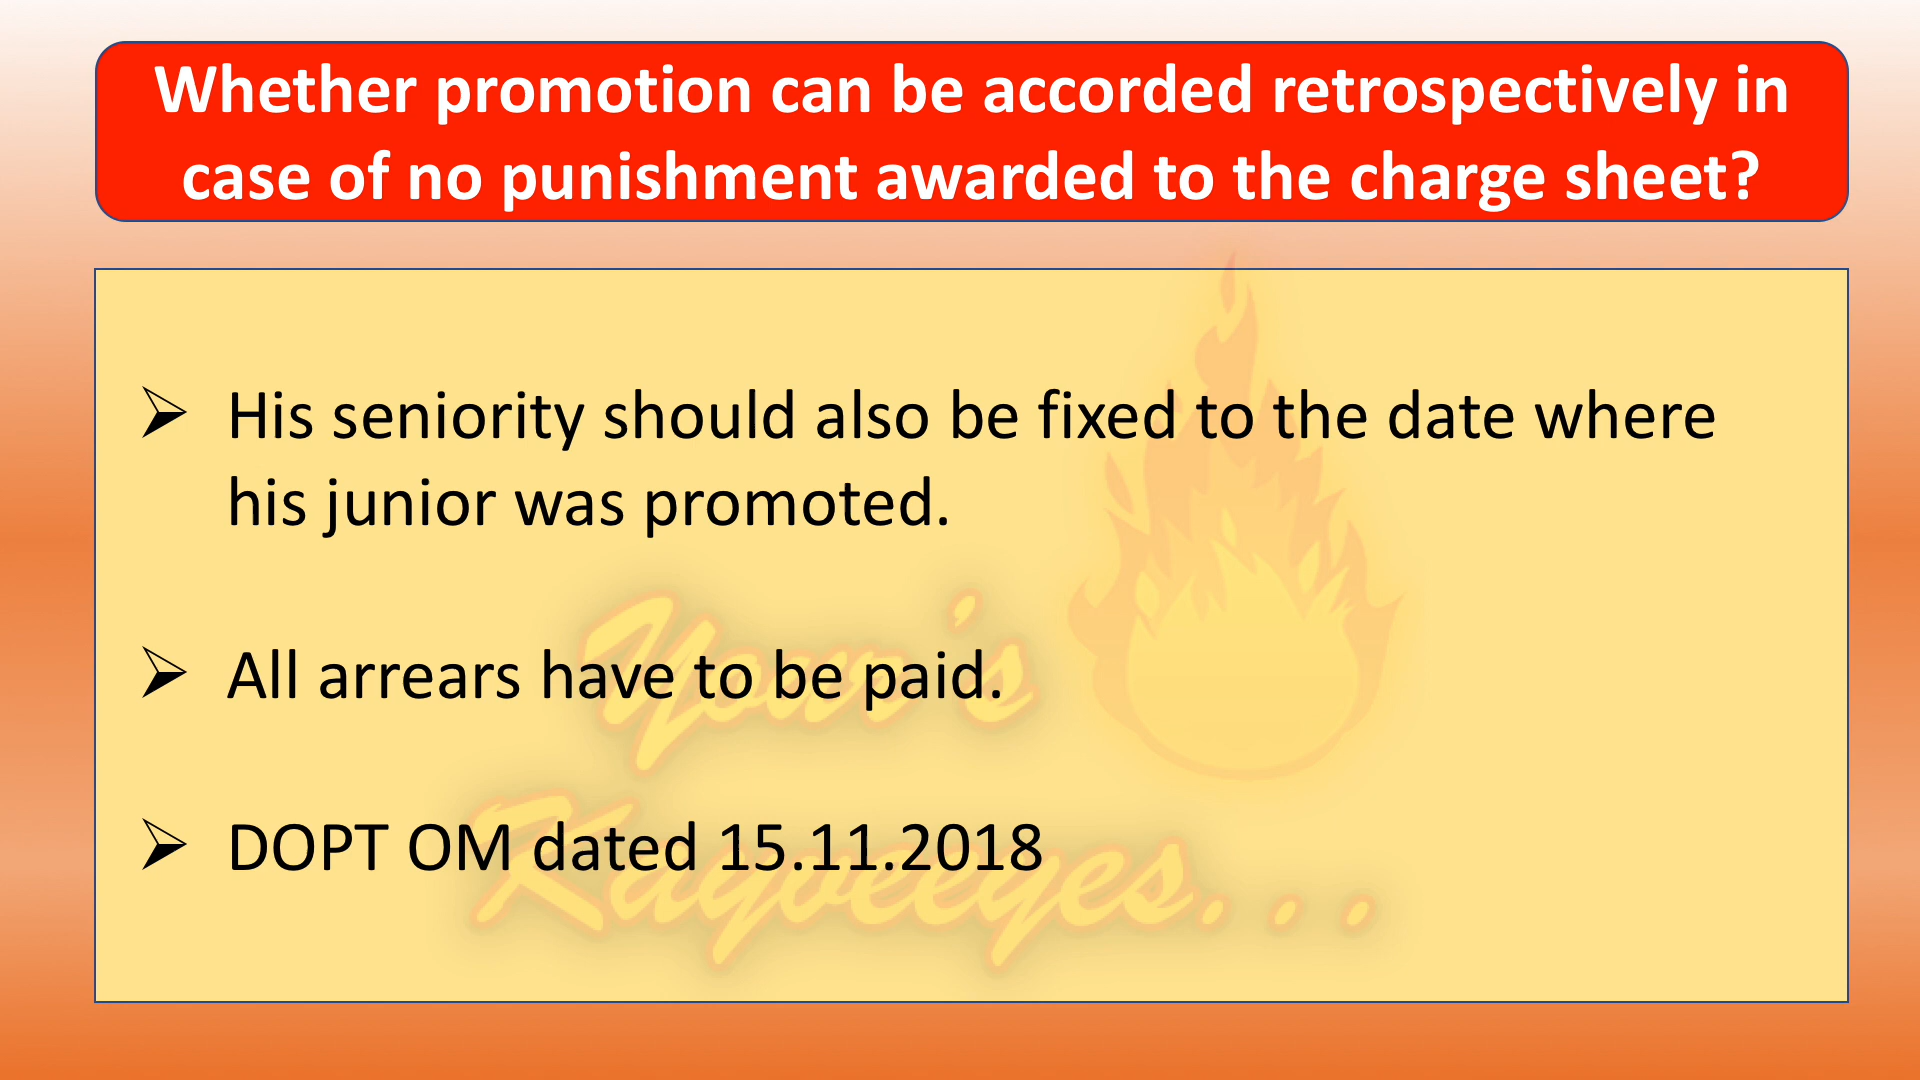 Whether promotion can be accorded retrospectively in
case of no punishment awarded to the charge sheet?
His seniority should also be fixed to the date where
his junior was promoted.
All arrears have to be paid.
DOPT OM dated 15.11.2018
Your's
Kayveeyes...